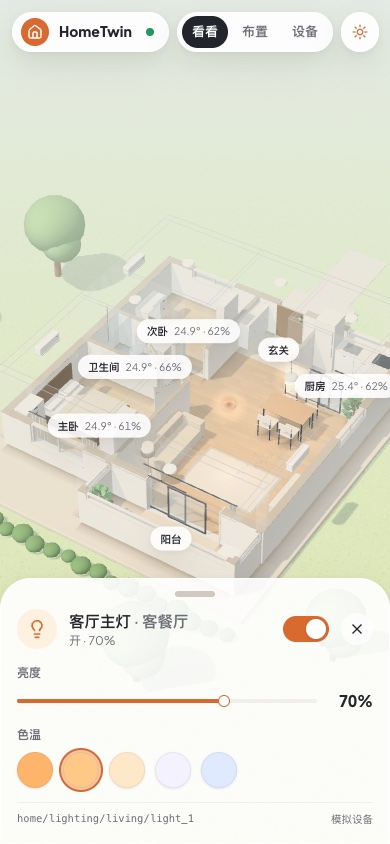 HomeTwin
看看 布置 设备
次卧 24.9° · 62%
玄关
卫生间 24.9° · 66%
厨房 25.4° · 62%
主卧 24.9° · 61%
阳台
客厅主灯 · 客餐厅
开 · 70%
亮度
70%
色温
home/lighting/living/light_1 模拟设备